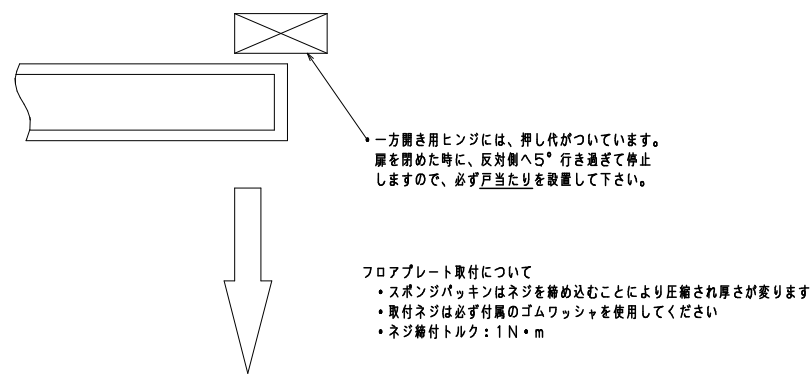 ・一方開き用ヒンジには、押し代がついています。
扉を閉めた時に、反対側へ5°行き過ぎて停止
しますので、必ず戸当たりを設置して下さい。
フロアプレート取付について
・スポンジパッキンはネジを締め込むことにより圧縮され厚さが変ります
・取付ネジは必ず付属のゴムワッシャを使用してください
・ネジ締付トルク：1N・m